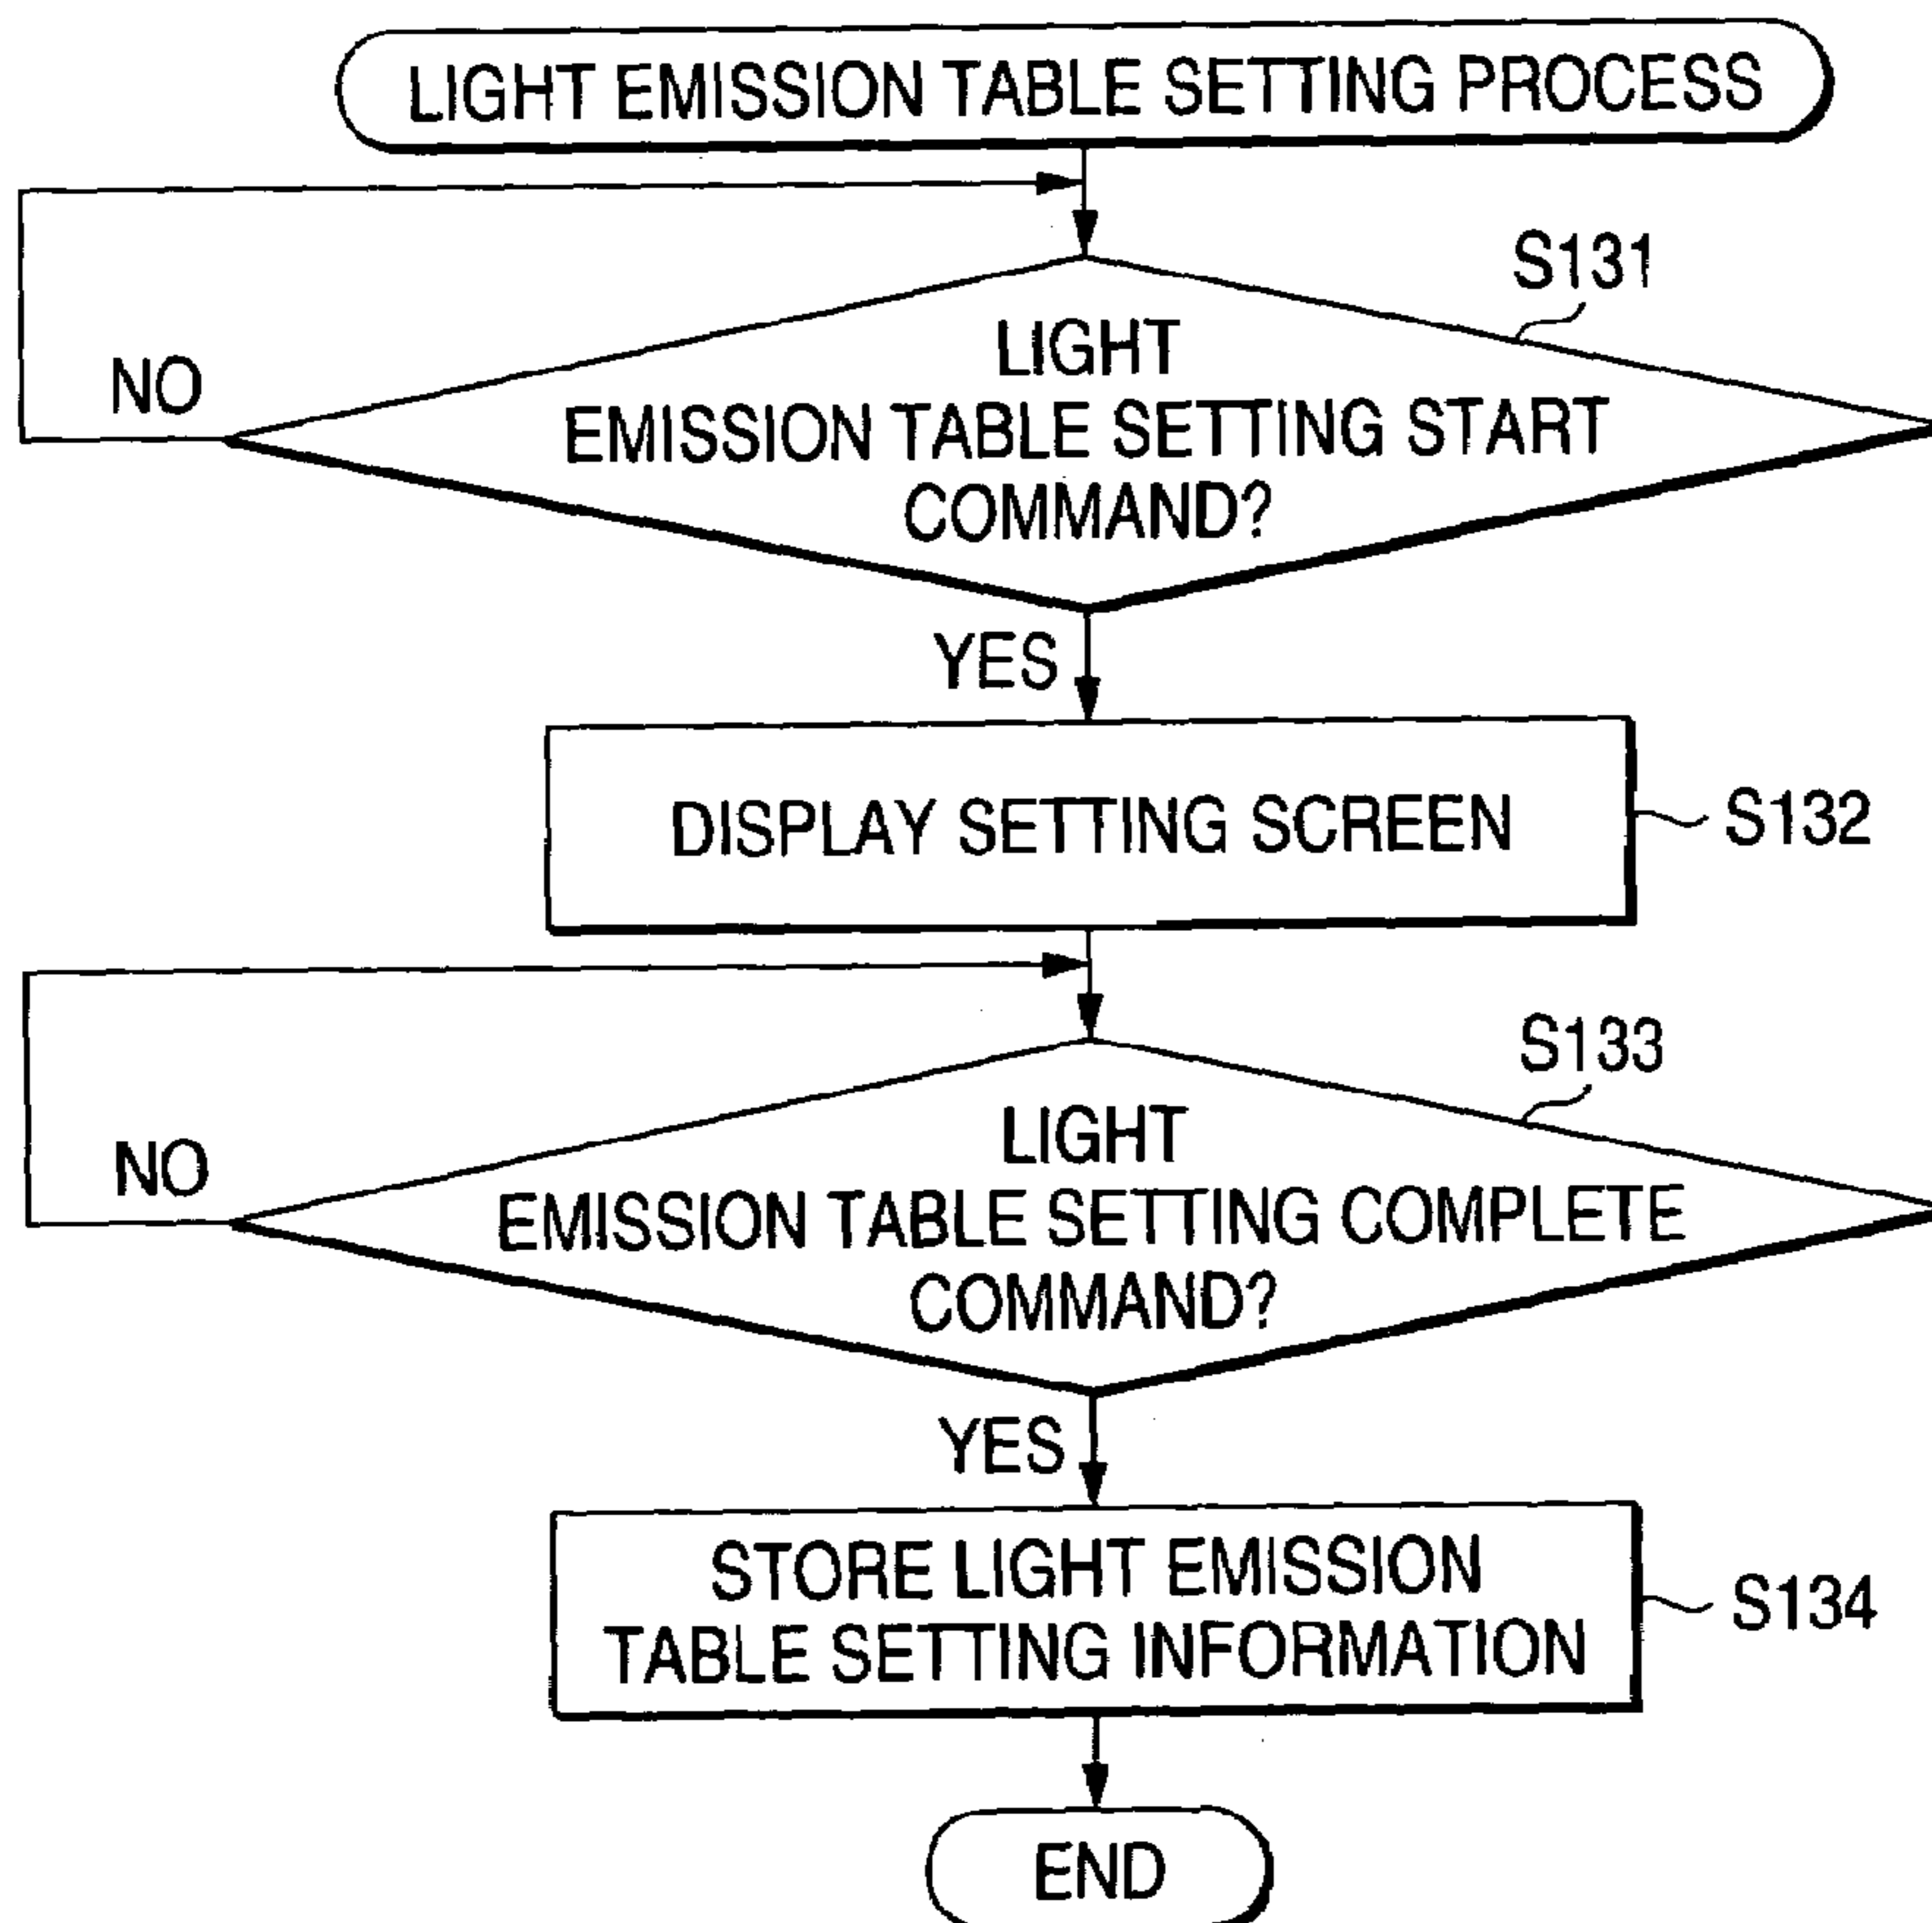 LIGHT EMISSION TABLE SETTING PROCESS
S131
LIGHT
NO
EMISSION TABLE SETTING START
COMMAND?
YES
DISPLAY SETTING SCREEN
S132
S133
LIGHT
NO
EMISSION TABLE SETTING COMPLETE
COMMAND?
YES
STORE LIGHT EMISSION
S134
TABLE SETTING INFORMATION
END